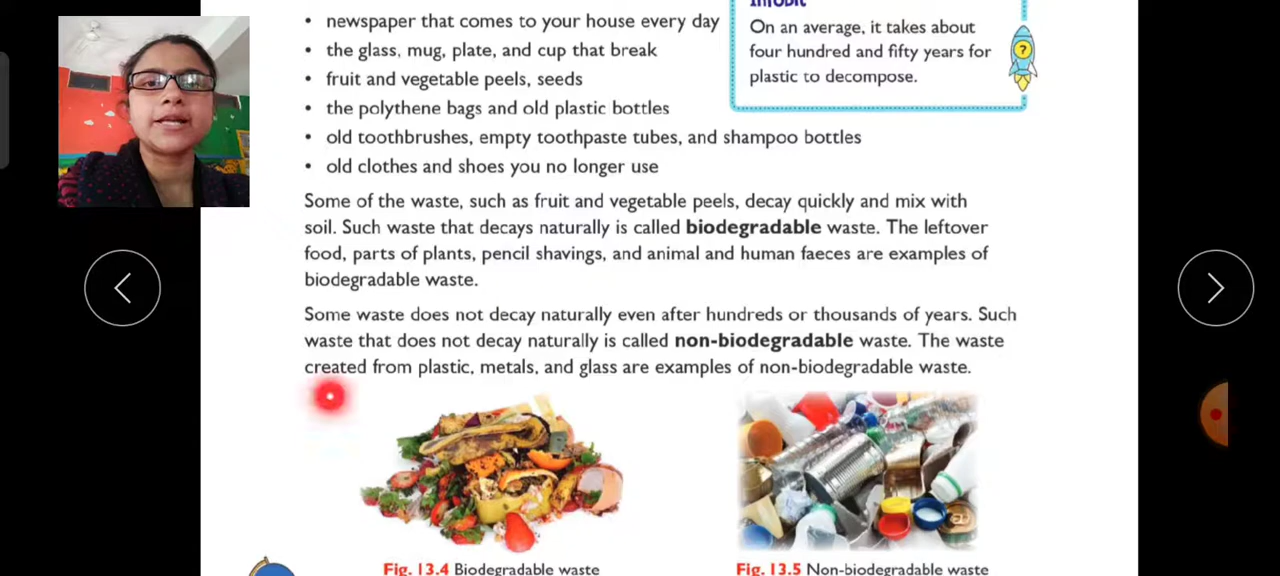 • newspaper that comes to your house every day
• the glass, mug, plate, and cup that break
• fruit and vegetable peels, seeds
• the polythene bags and old plastic bottles
• old toothbrushes, empty toothpaste tubes, and shampoo bottles
• old clothes and shoes you no longer use
Infobit
On an average, it takes about
four hundred and fifty years for
plastic to decompose.
?
Some of the waste, such as fruit and vegetable peels, decay quickly and mix with
soil. Such waste that decays naturally is called biodegradable waste. The leftover
food, parts of plants, pencil shavings, and animal and human faeces are examples of
biodegradable waste.
Some waste does not decay naturally even after hundreds or thousands of years. Such
waste that does not decay naturally is called non-biodegradable waste. The waste
created from plastic, metals, and glass are examples of non-biodegradable waste.
Fig. 13.4 Biodegradable waste
Fig. 13.5 Non-biodegradable waste